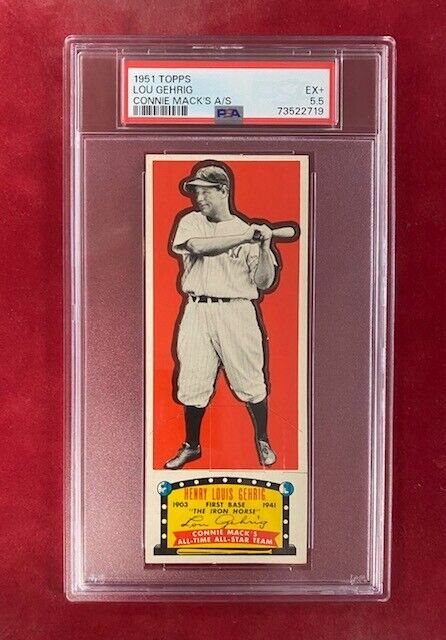 1951 TOPPS
LOU GEHRIG EX+
CONNIE MACK'S A/S 5.5
PSA 73522719
HENRY LOUIS GEHRIG
1903 FIRST BASE 1941
"THE IRON HORSE"
Lou Gehrig
CONNIE MACK'S
ALL-TIME ALL-STAR TEAM